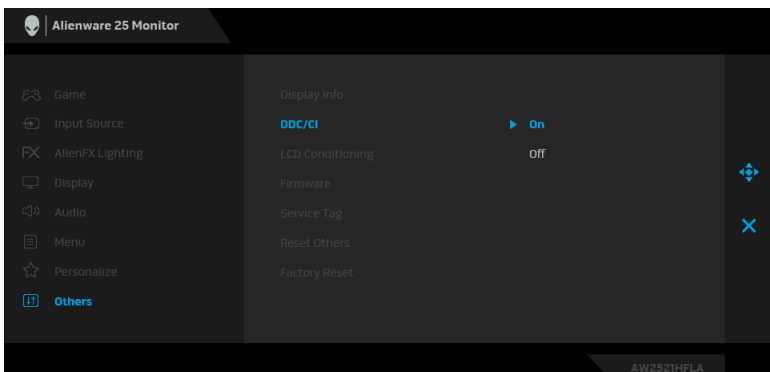 Alienware 25 Monitor
Game
Input Source
AlienFX Lighting
Display
Audio
Menu
Personalize
Others
Display Info
DDC/CI On
Off
LCD Conditioning
Firmware
Service Tag
Reset Others
Factory Reset
AW2521HFLA